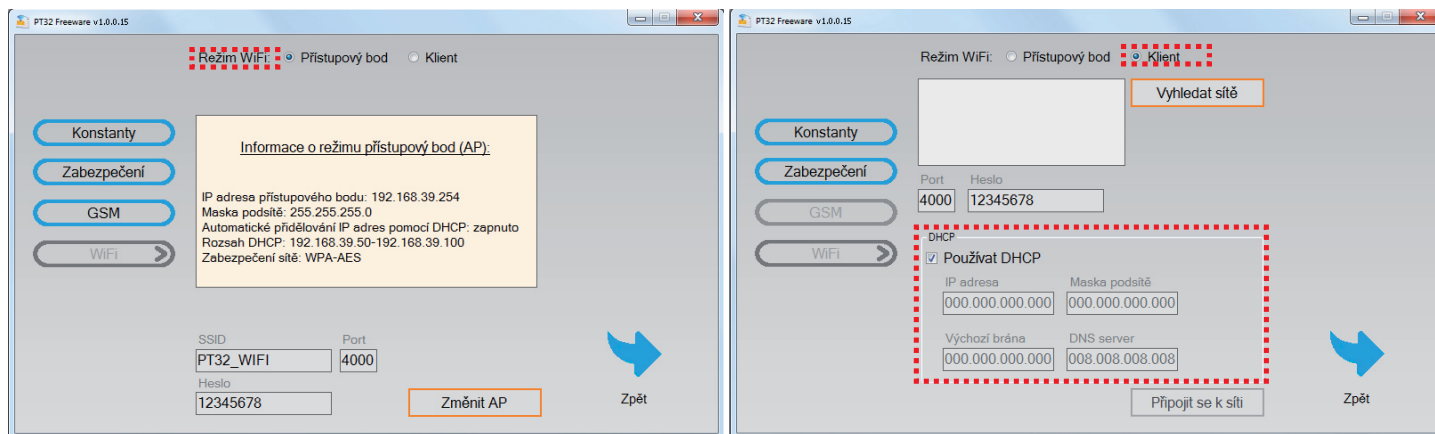 PT32 Freeware v1.0.0.15
Režim WiFi: Přístupový bod Klient
Konstanty
Zabezpečení
GSM
WiFi
Informace o režimu přístupový bod (AP):
IP adresa přístupového bodu: 192.168.39.254
Maska podsítě: 255.255.255.0
Automatické přidělování IP adres pomocí DHCP: zapnuto
Rozsah DHCP: 192.168.39.50-192.168.39.100
Zabezpečení sítě: WPA-AES
SSID Port
PT32_WIFI 4000
Heslo
12345678
Změnit AP
Zpět
PT32 Freeware v1.0.0.15
Režim WiFi: Přístupový bod Klient
Vyhledat sítě
Konstanty
Zabezpečení
GSM
WiFi
Port Heslo
4000 12345678
DHCP
Používat DHCP
IP adresa Maska podsítě
000.000.000.000 000.000.000.000
Výchozí brána DNS server
000.000.000.000 008.008.008.008
Připojit se k síti
Zpět